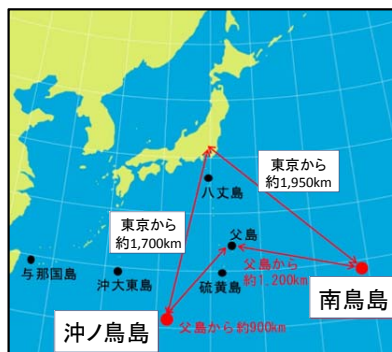 東京から
約1,950km
八丈島
東京から
約1,700km
父島
父島から
約1,200km
与那国島
沖大東島
硫黄島
南鳥島
沖ノ鳥島
父島から約900km